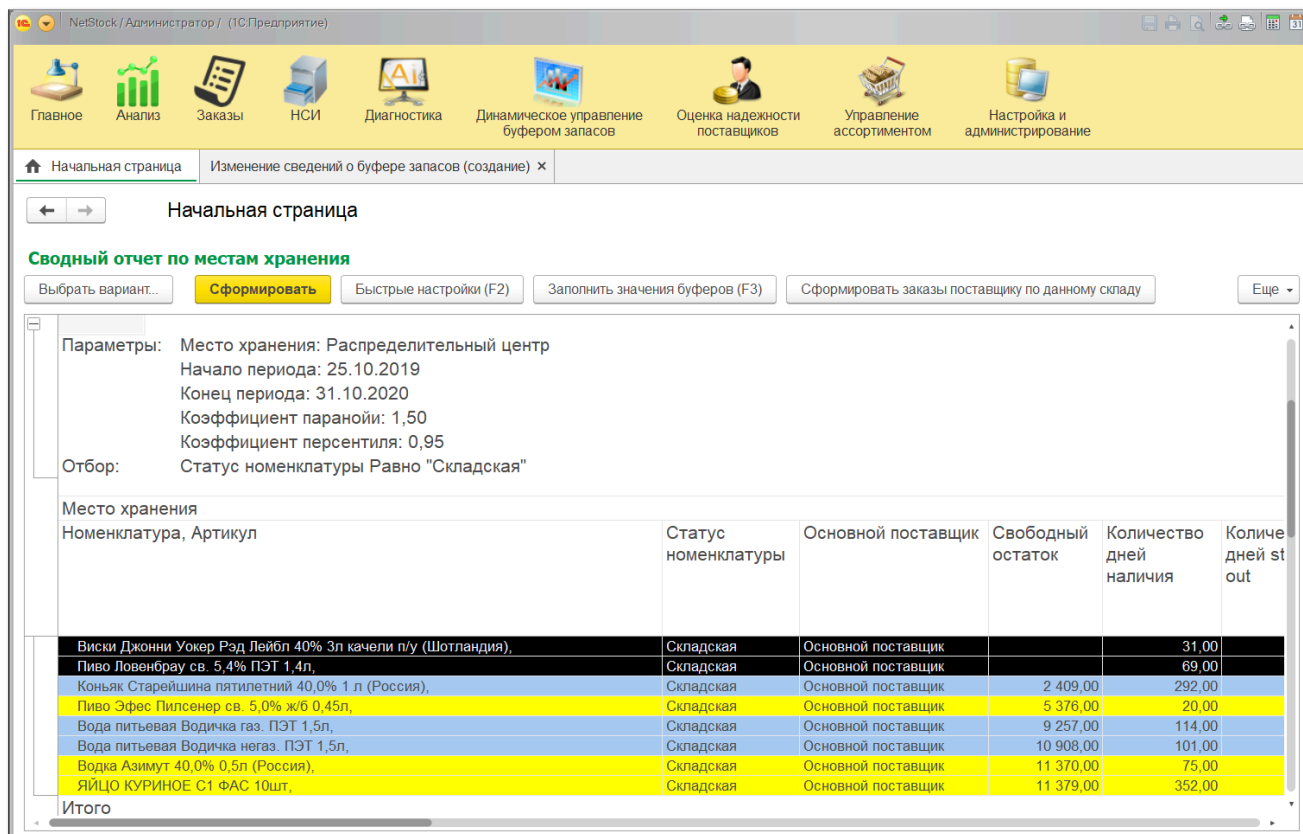 1С NetStock / Администратор / (1С:Предприятие) 31
Главное Анализ Заказы НСИ Диагностика Динамическое управление буфером запасов Оценка надежности поставщиков Управление ассортиментом Настройка и администрирование
Начальная страница Изменение сведений о буфере запасов (создание) ×
Начальная страница
Сводный отчет по местам хранения
Выбрать вариант... Сформировать Быстрые настройки (F2) Заполнить значения буферов (F3) Сформировать заказы поставщику по данному складу Еще
Параметры: Место хранения: Распределительный центр
Начало периода: 25.10.2019
Конец периода: 31.10.2020
Коэффициент паранойи: 1,50
Коэффициент персентиля: 0,95
Отбор: Статус номенклатуры Равно "Складская"
Место хранения
Номенклатура, Артикул Статус номенклатуры Основной поставщик Свободный остаток Количество дней наличия Количе дней st out
Виски Джонни Уокер Рэд Лейбл 40% 3л качели п/у (Шотландия), Складская Основной поставщик 31,00
Пиво Ловенбрау св. 5,4% ПЭТ 1,4л, Складская Основной поставщик 69,00
Коньяк Старейшина пятилетний 40,0% 1 л (Россия), Складская Основной поставщик 2 409,00 292,00
Пиво Эфес Пилсенер св. 5,0% ж/б 0,45л, Складская Основной поставщик 5 376,00 20,00
Вода питьевая Водичка газ. ПЭТ 1,5л, Складская Основной поставщик 9 257,00 114,00
Вода питьевая Водичка негаз. ПЭТ 1,5л, Складская Основной поставщик 10 908,00 101,00
Водка Азимут 40,0% 0,5л (Россия), Складская Основной поставщик 11 370,00 75,00
ЯЙЦО КУРИНОЕ С1 ФАС 10шт, Складская Основной поставщик 11 379,00 352,00
Итого